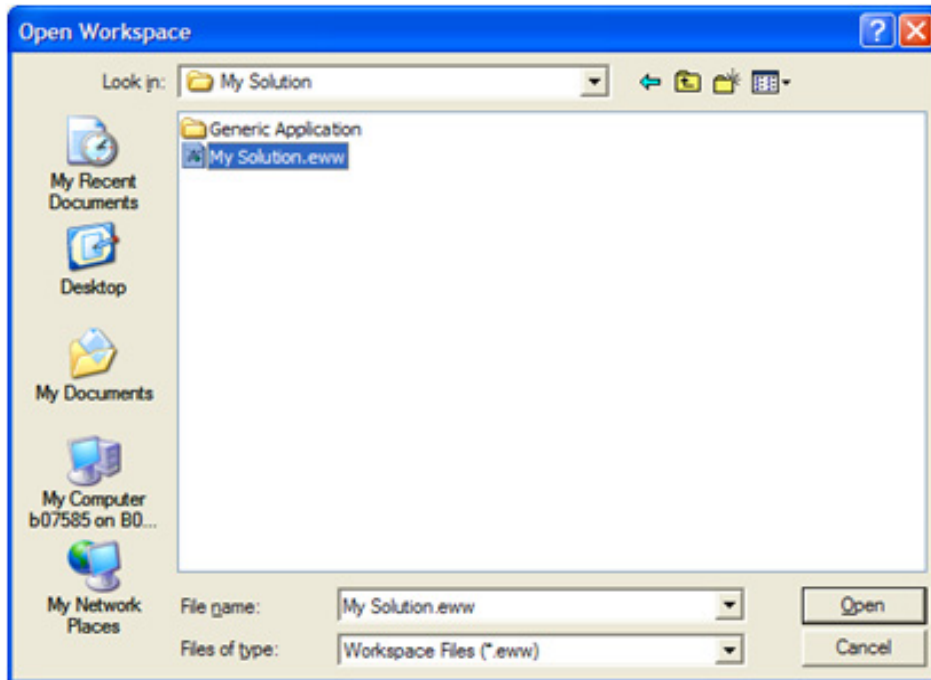 Open Workspace
Look in: My Solution
Generic Application
My Solution.eww
My Recent
Documents
Desktop
My Documents
My Computer
b07585 on B0...
My Network
Places
File name: My Solution.eww Open
Files of type: Workspace Files (*.eww) Cancel